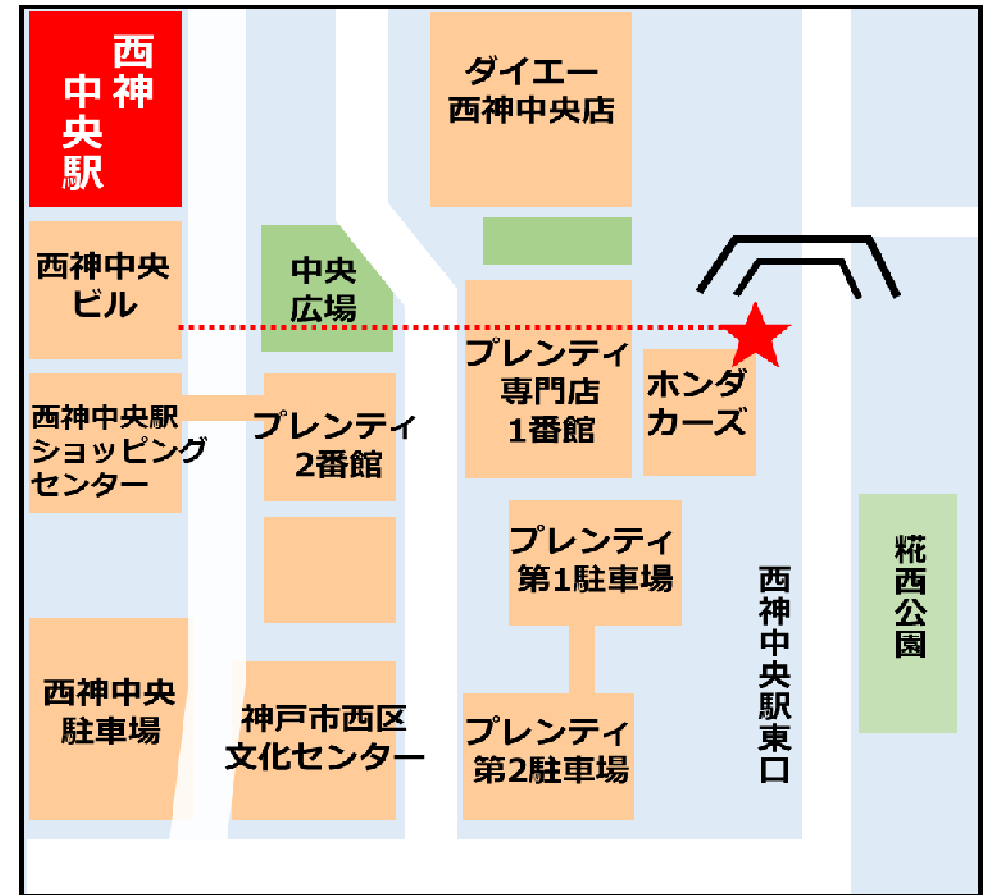 西神
中央駅
ダイエー
西神中央店
西神中央
ビル
中央
広場
プレンティ
専門店
1番館
ホンダ
カーズ
西神中央駅
ショッピング
センター
プレンティ
2番館
プレンティ
第1駐車場
糀西公園
西神中央駅東口
西神中央
駐車場
神戸市西区
文化センター
プレンティ
第2駐車場